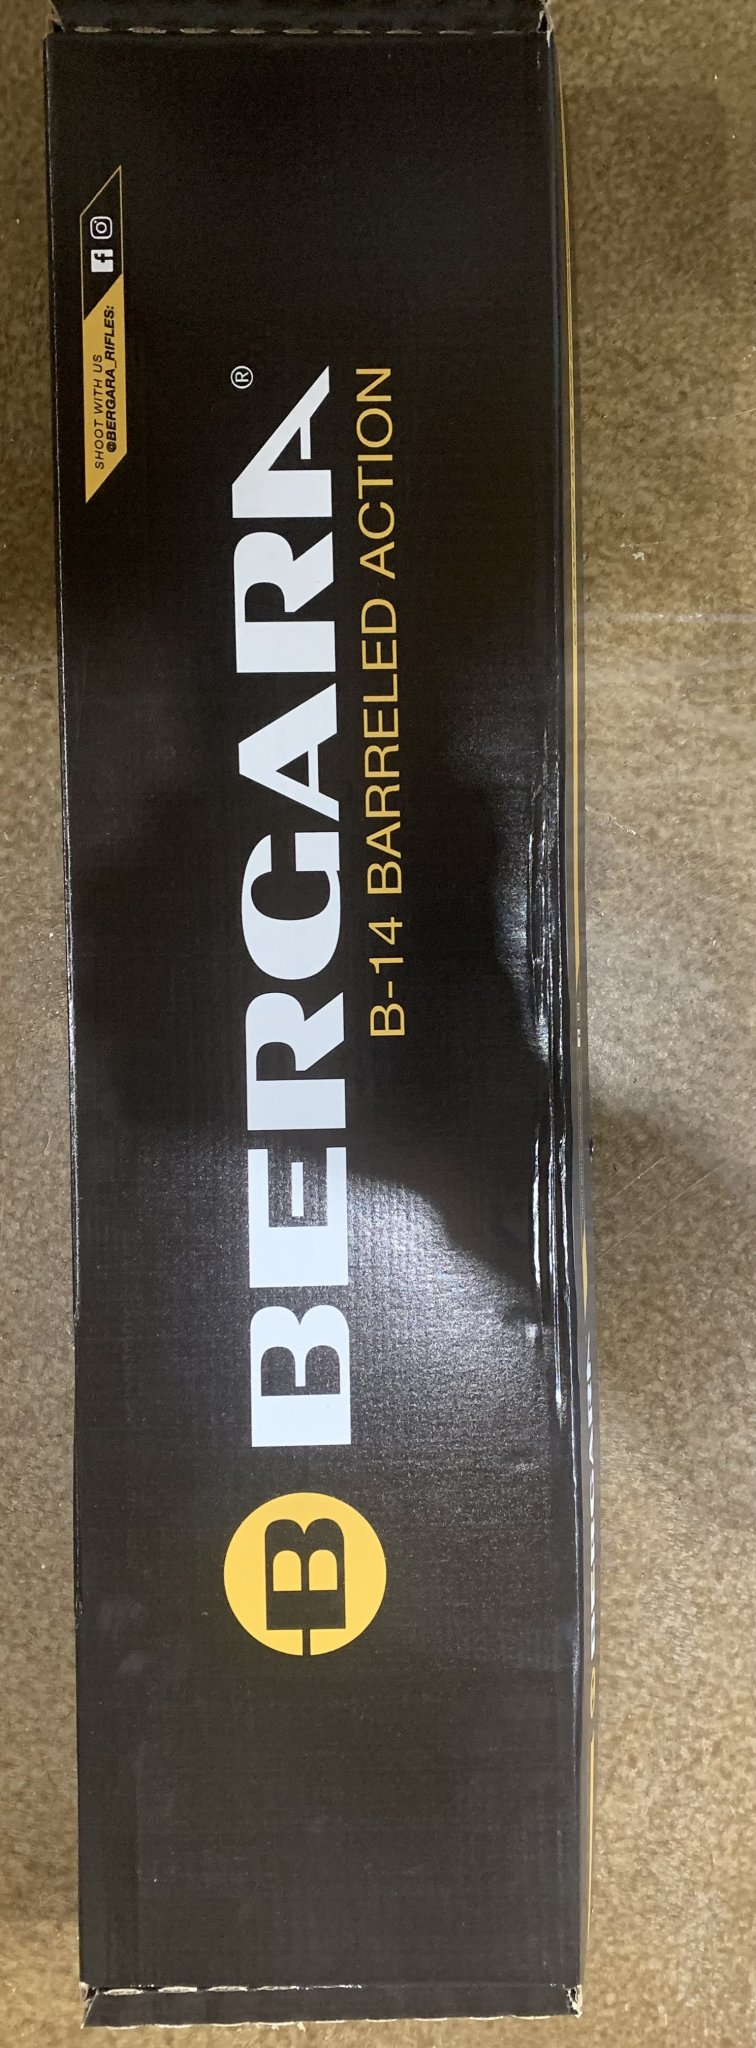 SHOOT WITH US
@BERGARA_RIFLES:
BERGARA®
B-14 BARRELED ACTION
B